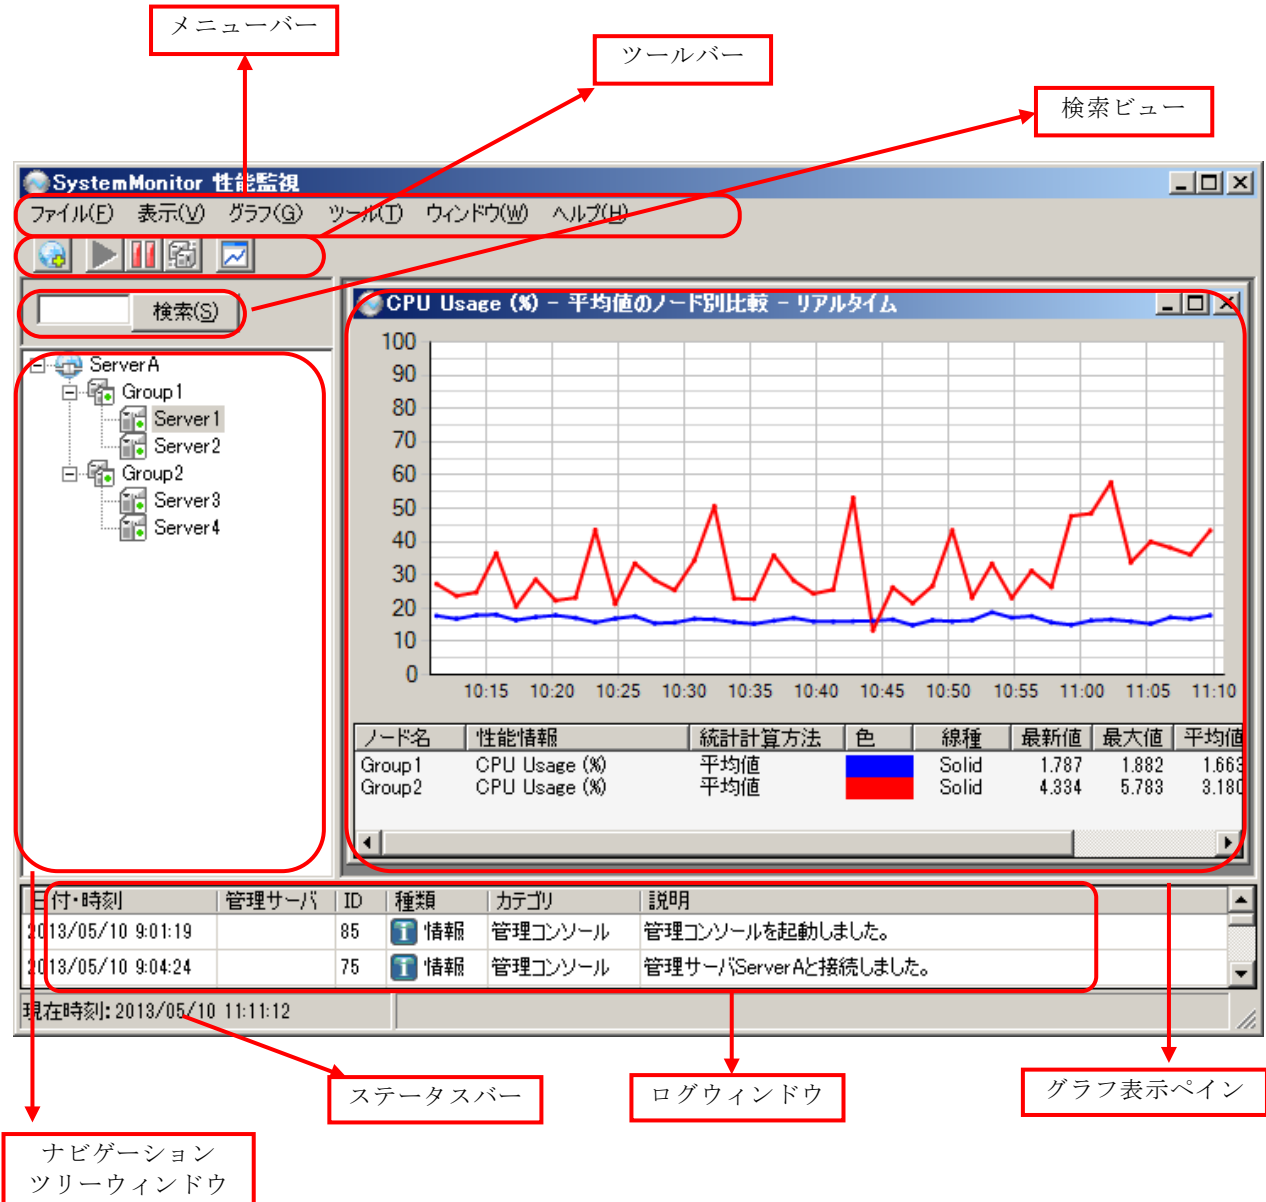 メニューバー
ツールバー
検索ビュー
SystemMonitor 性能監視
ファイル(F) 表示(V) グラフ(G) ツール(T) ウィンドウ(W) ヘルプ(H)
検索(S)
ServerA
Group1
Server1
Server2
Group2
Server3
Server4
CPU Usage (%) - 平均値のノード別比較 - リアルタイム
100
90
80
70
60
50
40
30
20
10
0
10:15 10:20 10:25 10:30 10:35 10:40 10:45 10:50 10:55 11:00 11:05 11:10
ノード名 性能情報 統計計算方法 色 線種 最新値 最大値 平均値
Group1 CPU Usage (%) 平均値 Solid 1.787 1.882 1.663
Group2 CPU Usage (%) 平均値 Solid 4.334 5.783 3.180
日付・時刻 管理サーバ ID 種類 カテゴリ 説明
2013/05/10 9:01:19 85 情報 管理コンソール 管理コンソールを起動しました。
2013/05/10 9:04:24 75 情報 管理コンソール 管理サーバServerAと接続しました。
現在時刻: 2013/05/10 11:11:12
ステータスバー
ログウィンドウ
グラフ表示ペイン
ナビゲーション
ツリーウィンドウ